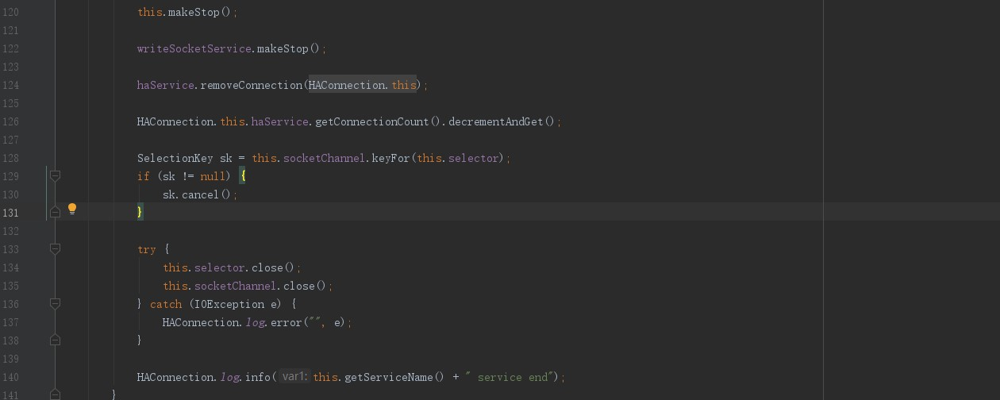 120 this.makeStop();
121
122 writeSocketService.makeStop();
123
124 haService.removeConnection(HAConnection.this);
125
126 HAConnection.this.haService.getConnectionCount().decrementAndGet();
127
128 SelectionKey sk = this.socketChannel.keyFor(this.selector);
129 if (sk != null) {
130 sk.cancel();
131 }
132
133 try {
134 this.selector.close();
135 this.socketChannel.close();
136 } catch (IOException e) {
137 HAConnection.log.error("", e);
138 }
139
140 HAConnection.log.info( var1: this.getServiceName() + " service end");
141 }